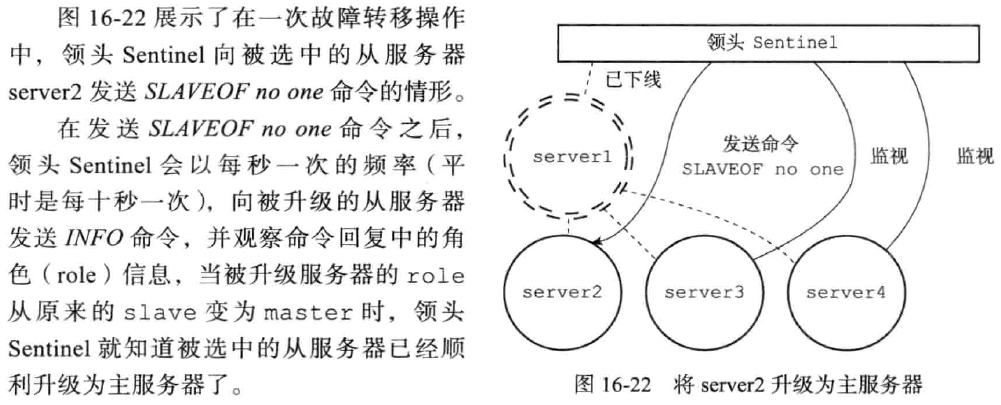 图 16-22 展示了在一次故障转移操作
中，领头 Sentinel 向被选中的从服务器
server2 发送 SLAVEOF no one 命令的情形。
在发送 SLAVEOF no one 命令之后，
领头 Sentinel 会以每秒一次的频率（平
时是每十秒一次），向被升级的从服务器
发送 INFO 命令，并观察命令回复中的角
色（role）信息，当被升级服务器的 role
从原来的 slave 变为 master 时，领头
Sentinel 就知道被选中的从服务器已经顺
利升级为主服务器了。
领头 Sentinel
已下线
server1
发送命令
SLAVEOF no one
监视
监视
server2
server3
server4
图 16-22 将 server2 升级为主服务器